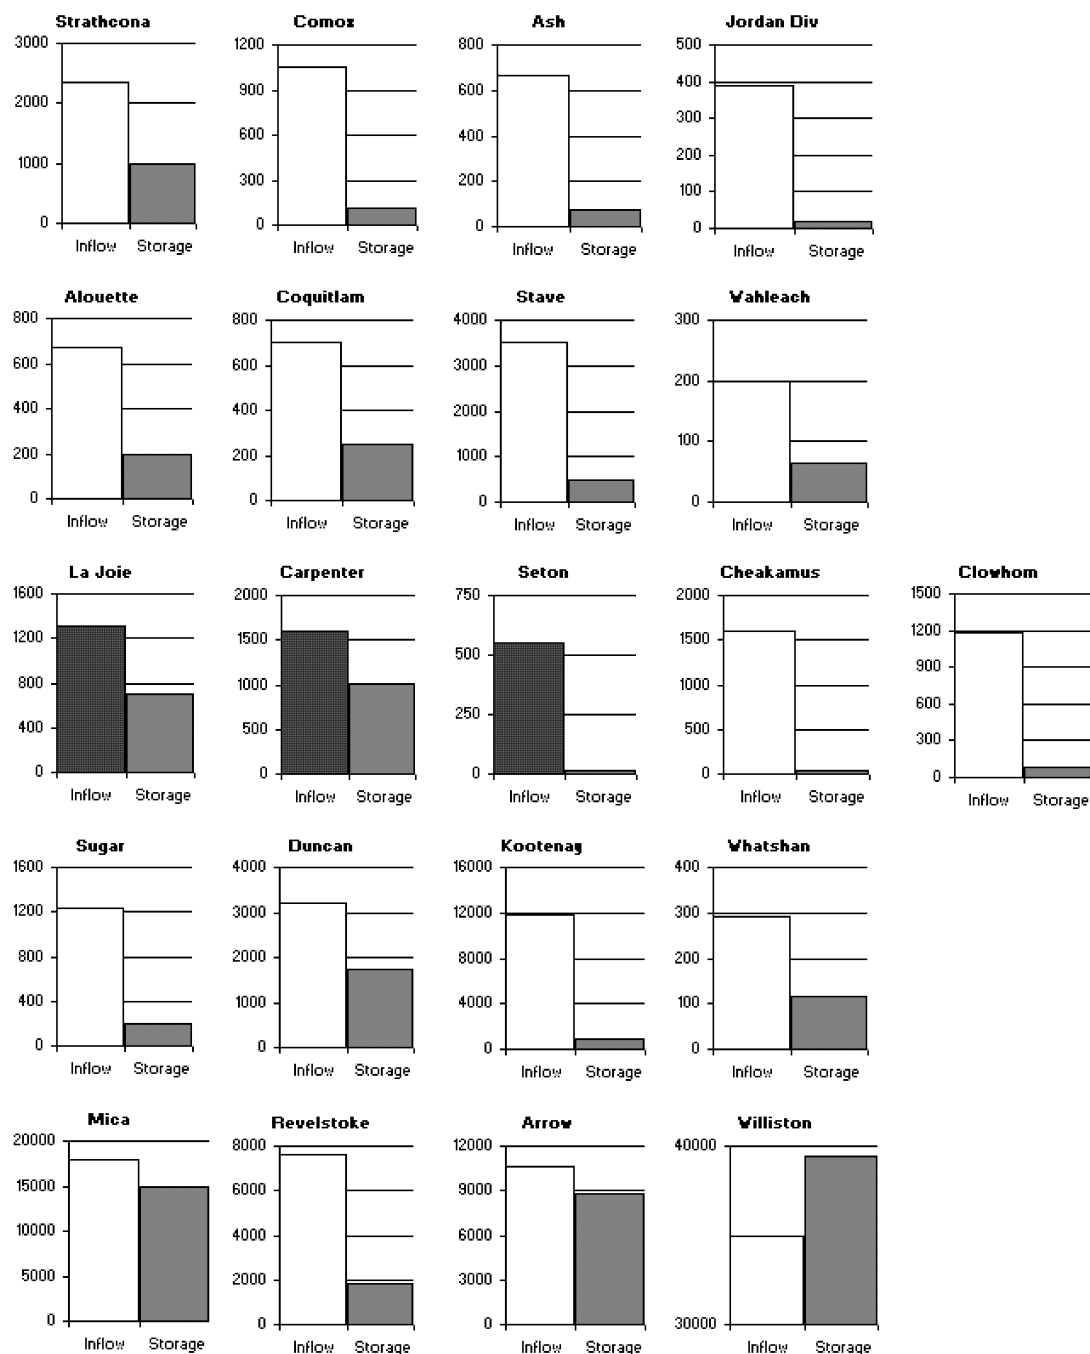 Strathcona Comox Ash Jordan Div
3000 1200 800 500
400
2000 900 600
300
600 400
200
1000 300 200
100
0 0 0 0
Inflow Storage Inflow Storage Inflow Storage Inflow Storage
Alouette Coquitlam Stave Wahleach
800 800 4000 300
600 600 3000
200
400 400 2000
100
200 200 1000
0 0 0 0
Inflow Storage Inflow Storage Inflow Storage Inflow Storage
La Joie Carpenter Seton Cheakamus Clowhom
1600 2000 750 2000 1500
1200 1500 500 1500 1200
900
800 1000 1000
250 600
400 500 500 300
0 0 0 0 0
Inflow Storage Inflow Storage Inflow Storage Inflow Storage Inflow Storage
Sugar Duncan Kootenay Whatshan
1600 4000 16000 400
1200 3000 12000 300
800 2000 8000 200
400 1000 4000 100
0 0 0 0
Inflow Storage Inflow Storage Inflow Storage Inflow Storage
Mica Revelstoke Arrow Williston
20000 8000 12000 40000
15000 6000 9000
10000 4000 6000
5000 2000 3000
0 0 0 30000
Inflow Storage Inflow Storage Inflow Storage Inflow Storage